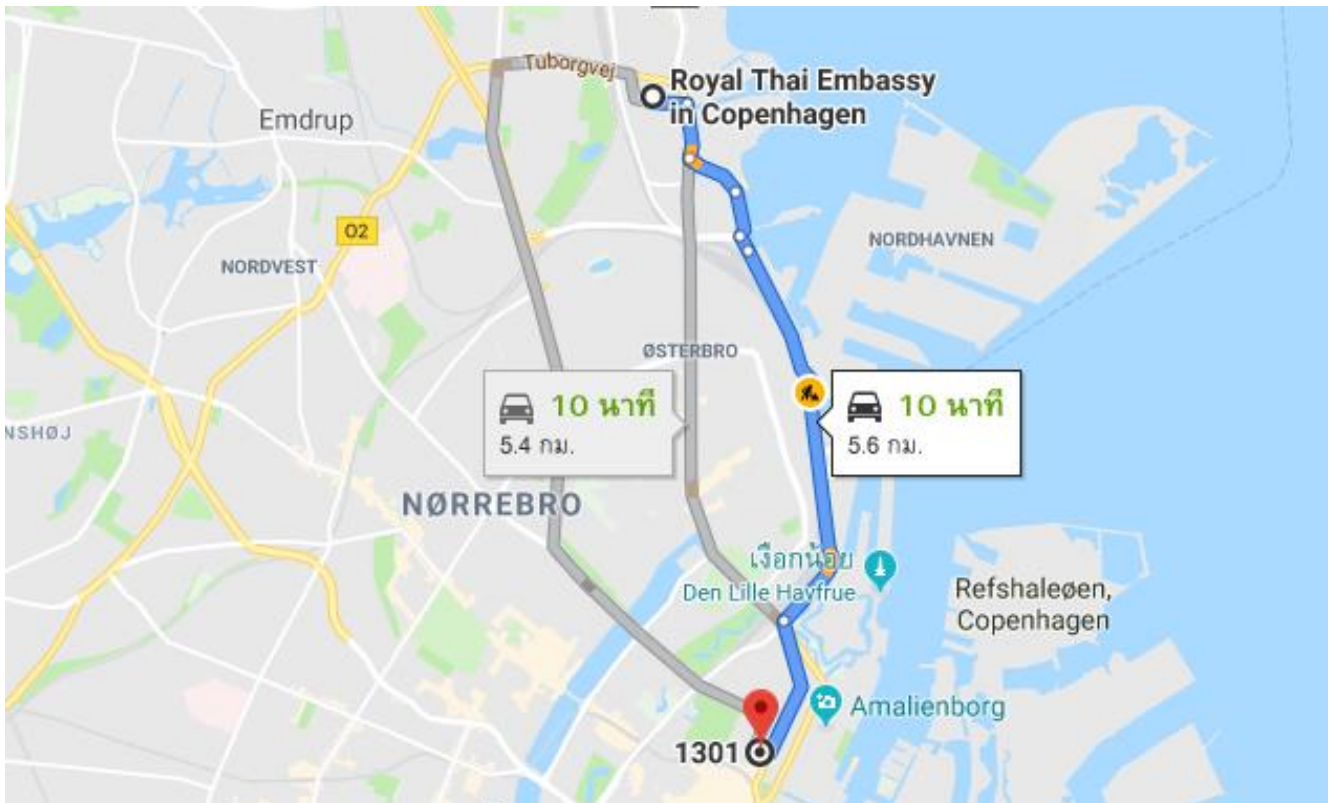 Tuborgvej
Royal Thai Embassy
in Copenhagen
Emdrup
O2
NORDHAVNEN
NORDVEST
ØSTERBRO
10 นาที
5.4 กม.
10 นาที
5.6 กม.
NSHØJ
NØRREBRO
เงือกน้อย
Den Lille Havfrue
Refshaleøen,
Copenhagen
Amalienborg
1301